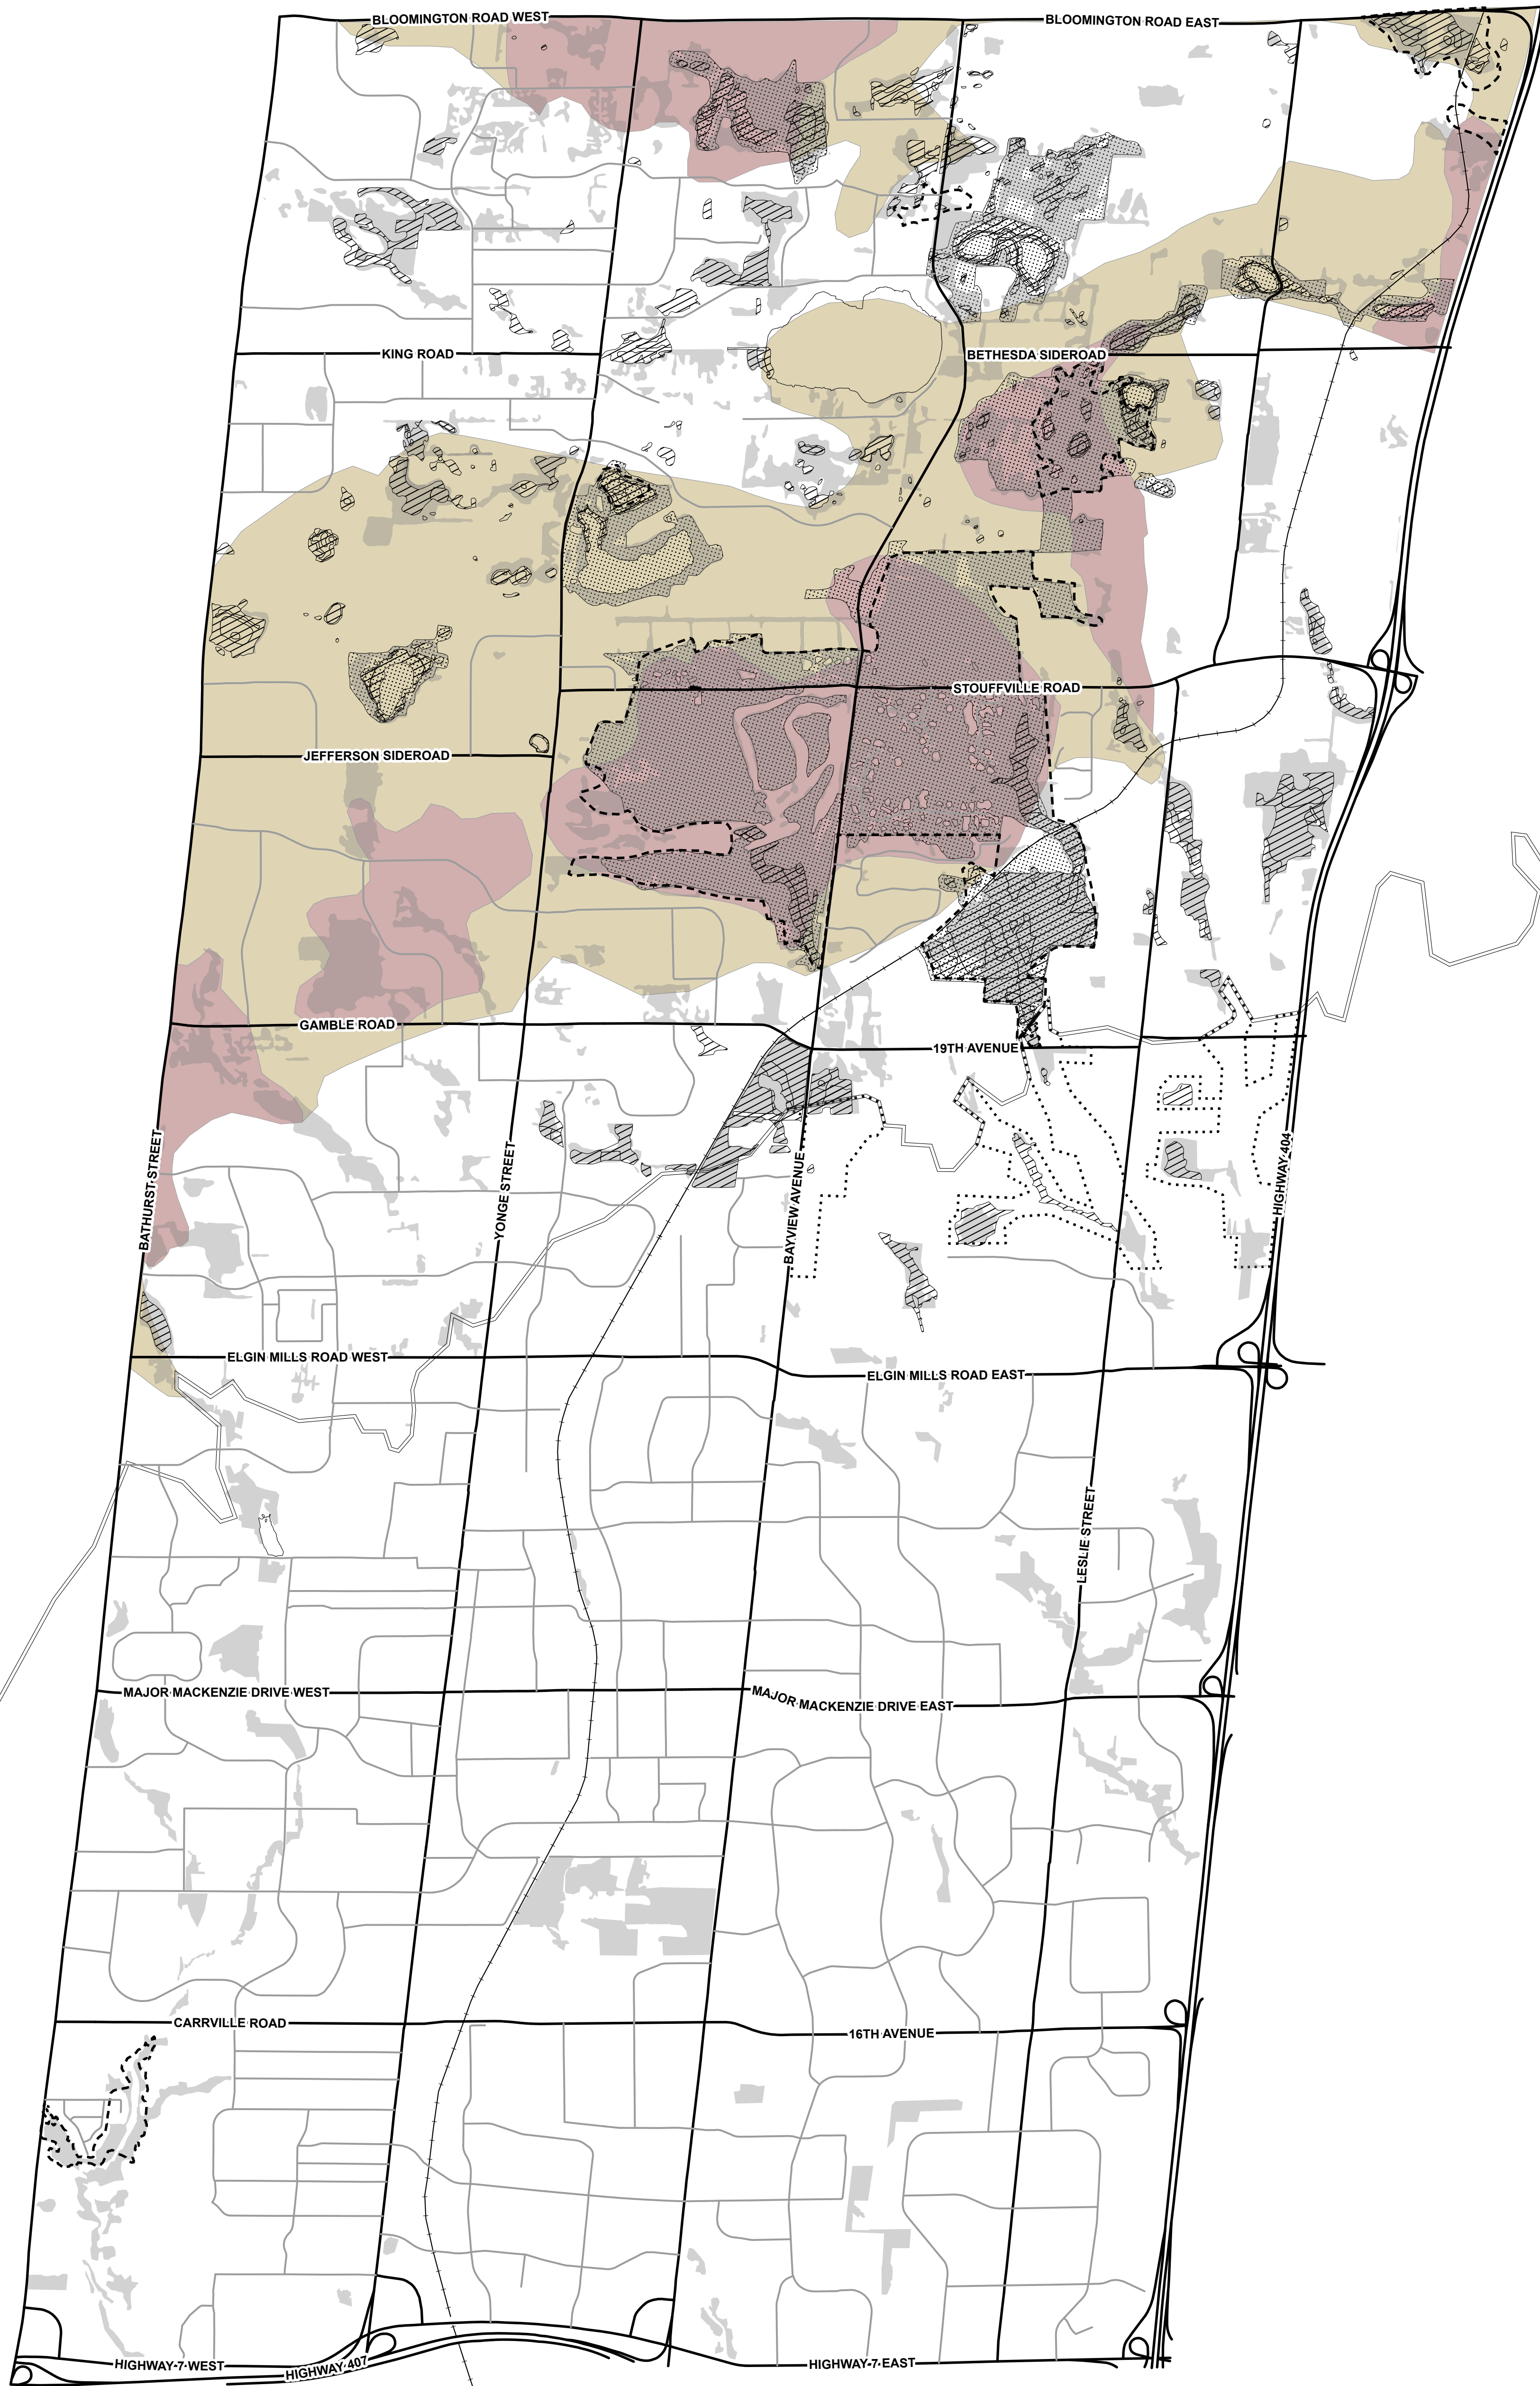 BLOOMINGTON ROAD WEST
BLOOMINGTON ROAD EAST
KING ROAD
BETHESDA SIDEROAD
STOUFFVILLE ROAD
JEFFERSON SIDEROAD
GAMBLE ROAD
19TH AVENUE
BATHURST STREET
YONGE STREET
BAYVIEW AVENUE
HIGHWAY 404
ELGIN MILLS ROAD WEST
ELGIN MILLS ROAD EAST
LESLIE STREET
MAJOR MACKENZIE DRIVE WEST
MAJOR MACKENZIE DRIVE EAST
CARRVILLE ROAD
16TH AVENUE
HIGHWAY 7 WEST
HIGHWAY 407
HIGHWAY 7 EAST